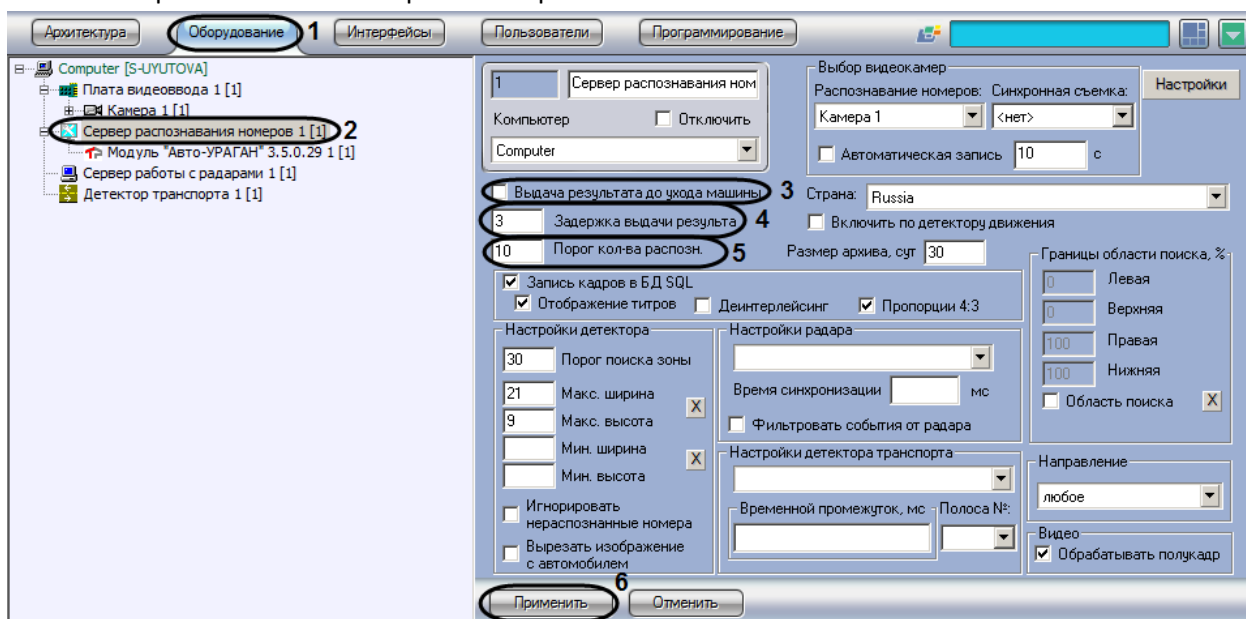 Архитектура Оборудование 1 Интерфейсы Пользователи Программирование
Computer [S-UYUTOVA]
Плата видеоввода 1 [1]
Камера 1 [1]
Сервер распознавания номеров 1 [1] 2
Модуль "Авто-УРАГАН" 3.5.0.29 1 [1]
Сервер работы с радарами 1 [1]
Детектор транспорта 1 [1]
1 Сервер распознавания ном
Компьютер Отключить
Computer
Выбор видеокамер
Распознавание номеров: Синхронная съемка:
Камера 1 <нет>
Автоматическая запись 10 с
Настройки
Выдача результата до ухода машины 3
3 Задержка выдачи результа 4
10 Порог кол-ва распозн. 5
Страна: Russia
Включить по детектору движения
Размер архива, сут 30
Запись кадров в БД SQL
Отображение титров Деинтерлейсинг Пропорции 4:3
Границы области поиска, %
0 Левая
0 Верхняя
100 Правая
100 Нижняя
Область поиска X
Настройки детектора
30 Порог поиска зоны
21 Макс. ширина
X
9 Макс. высота
Мин. ширина
X
Мин. высота
Игнорировать
нераспознанные номера
Вырезать изображение
с автомобилем
Настройки радара
Время синхронизации мс
Фильтровать события от радара
Настройки детектора транспорта
Временной промежуток, мс Полоса №:
Направление
любое
Видео
Обрабатывать полукадр
6
Применить Отменить